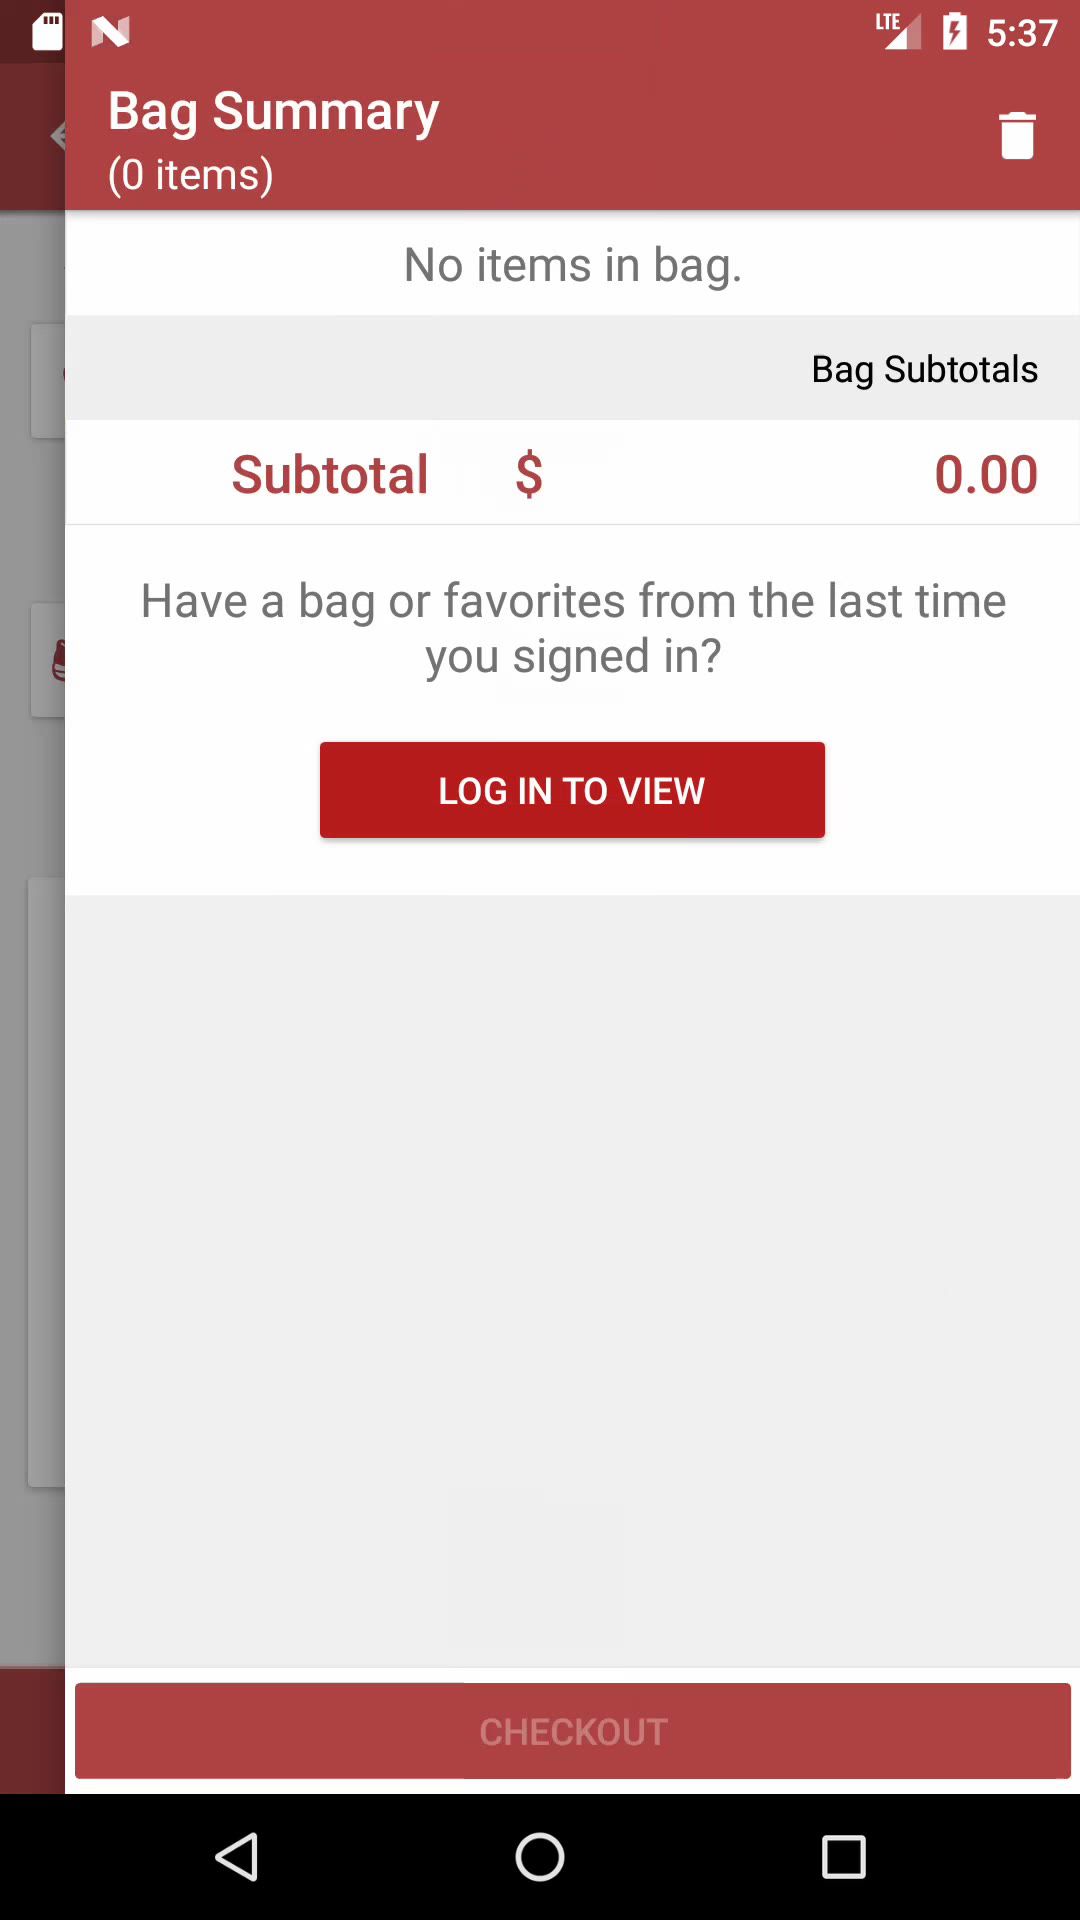 LTE 5:37
Bag Summary
(0 items)
No items in bag.
Bag Subtotals
Subtotal $ 0.00
Have a bag or favorites from the last time
you signed in?
LOG IN TO VIEW
CHECKOUT